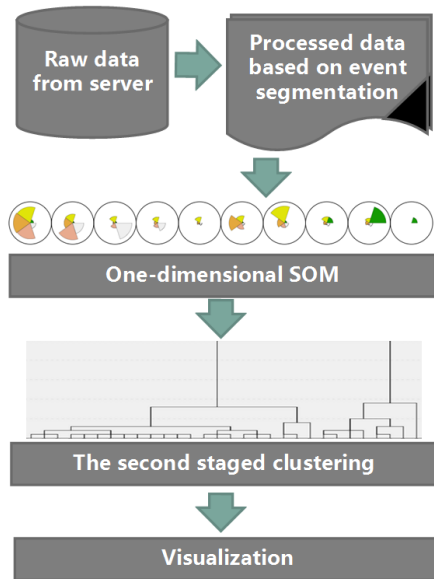 Raw data
from server
Processed data
based on event
segmentation
One-dimensional SOM
The second staged clustering
Visualization